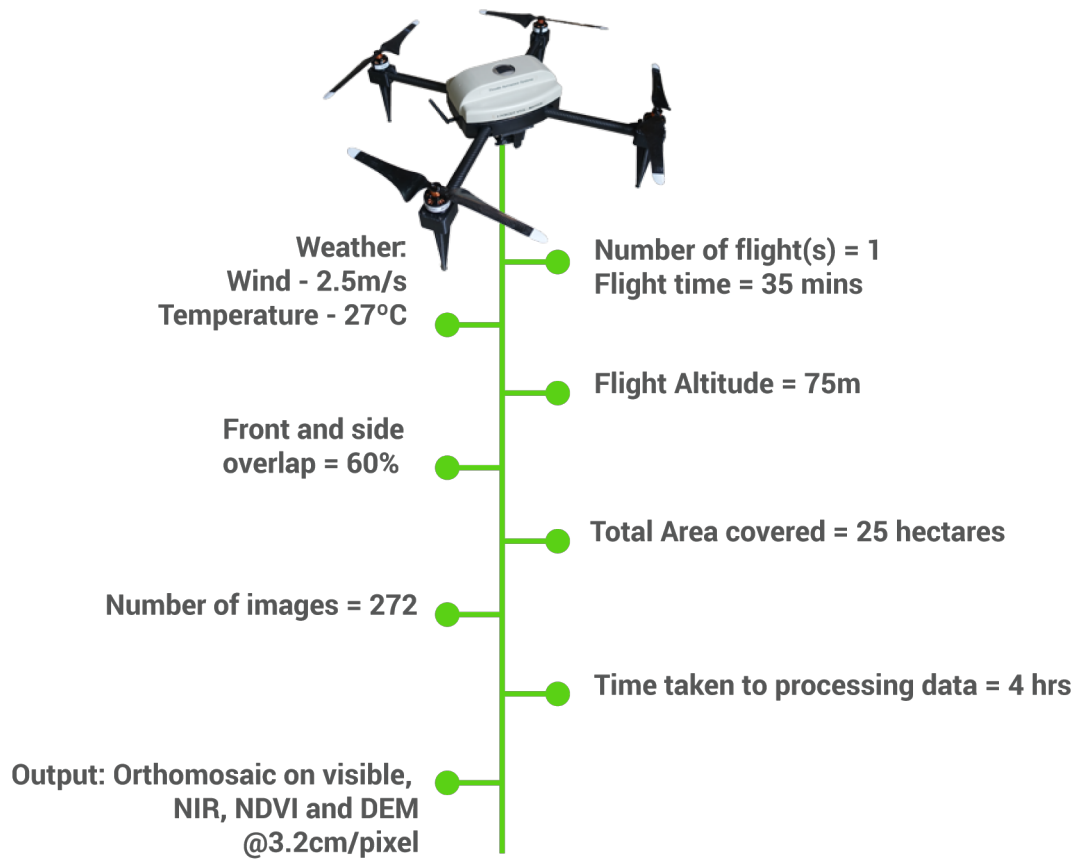 Weather:
Wind - 2.5m/s
Temperature - 27ºC
Number of flight(s) = 1
Flight time = 35 mins
Flight Altitude = 75m
Front and side
overlap = 60%
Total Area covered = 25 hectares
Number of images = 272
Time taken to processing data = 4 hrs
Output: Orthomosaic on visible,
NIR, NDVI and DEM
@3.2cm/pixel